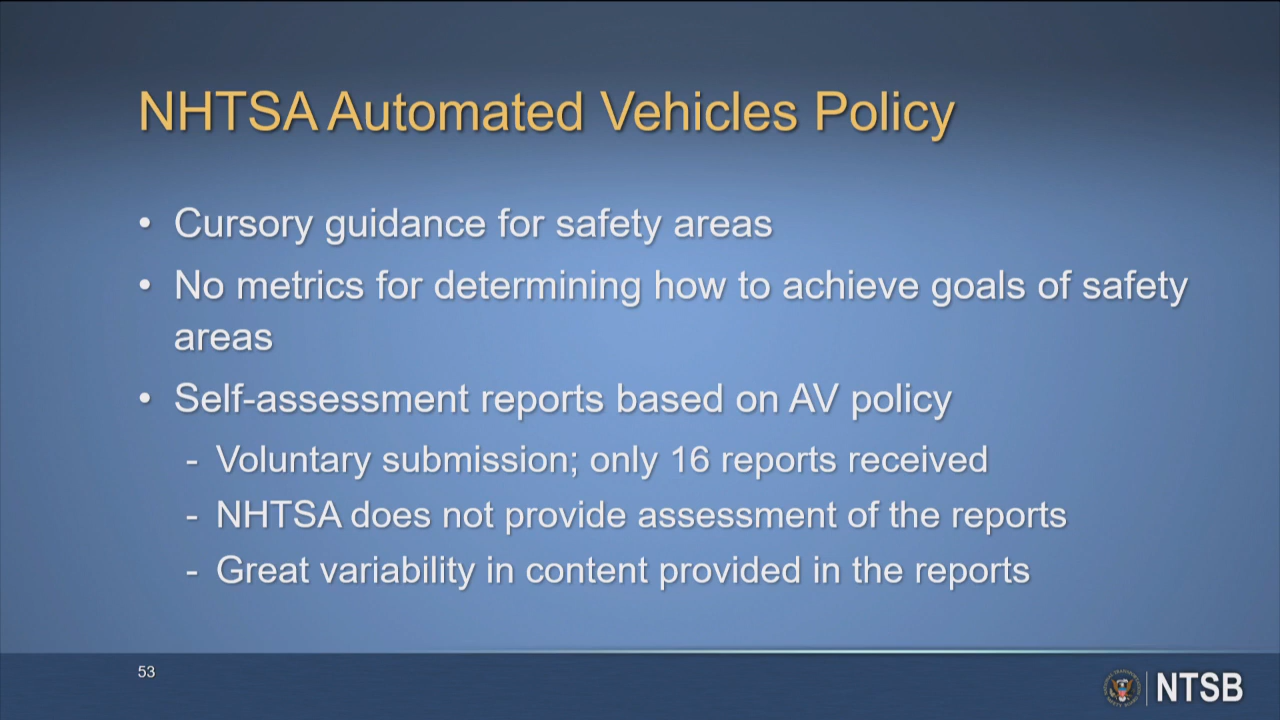 NHTSA Automated Vehicles Policy
• Cursory guidance for safety areas
• No metrics for determining how to achieve goals of safety
areas
• Self-assessment reports based on AV policy
- Voluntary submission; only 16 reports received
- NHTSA does not provide assessment of the reports
- Great variability in content provided in the reports
53
NTSB